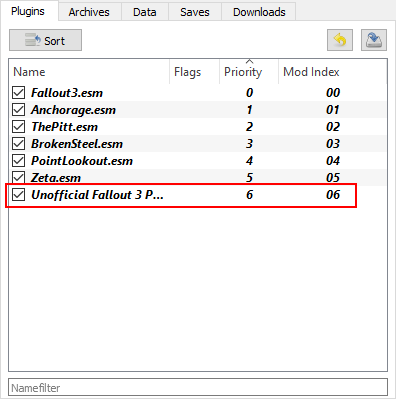 Plugins Archives Data Saves Downloads
Sort
Name Flags Priority Mod Index
Fallout3.esm 0 00
Anchorage.esm 1 01
ThePitt.esm 2 02
BrokenSteel.esm 3 03
PointLookout.esm 4 04
Zeta.esm 5 05
Unofficial Fallout 3 P... 6 06
Namefilter